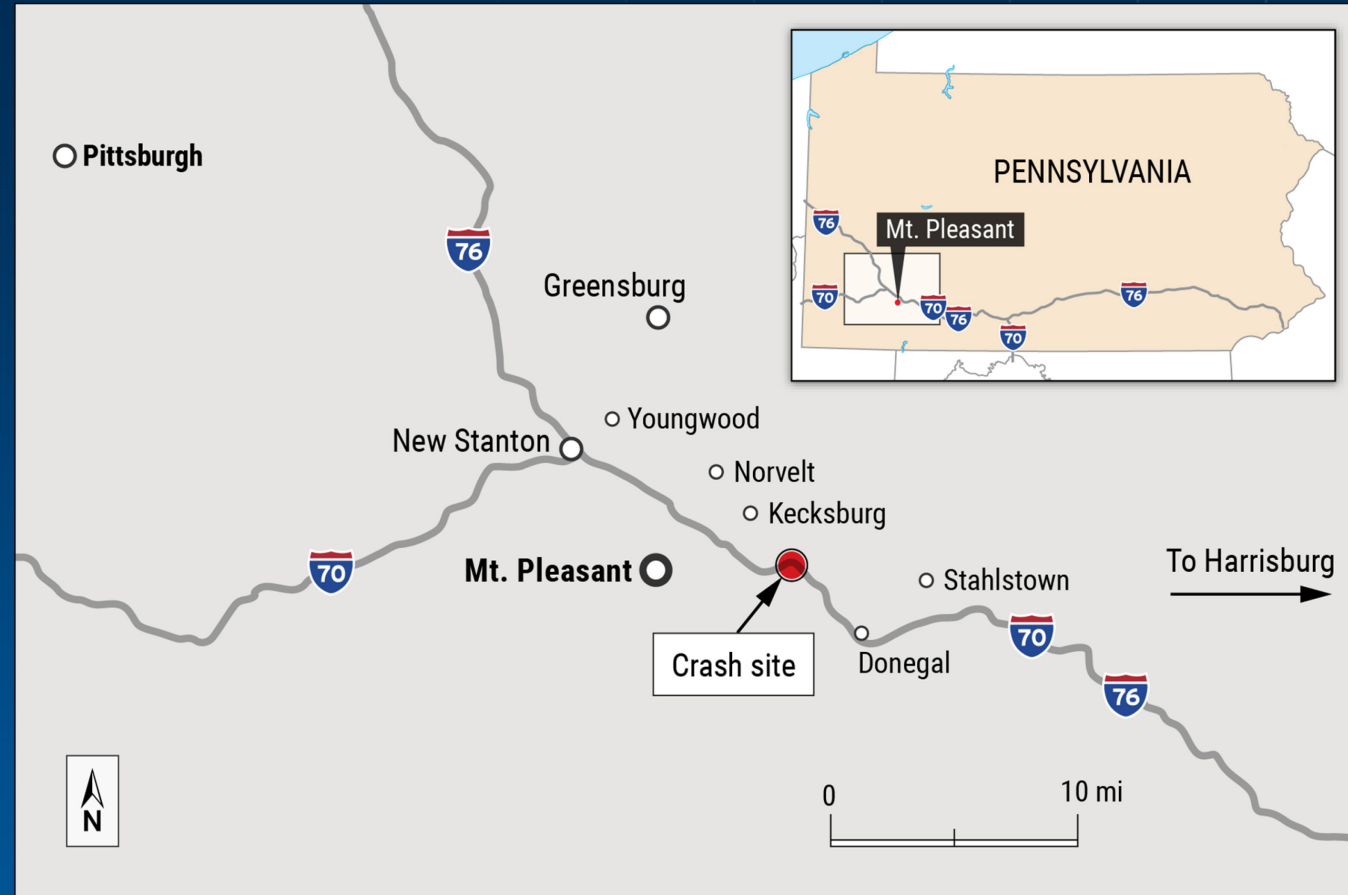 PENNSYLVANIA
76
Mt. Pleasant
70
70
76
76
70
Pittsburgh
76
Greensburg
Youngwood
New Stanton
Norvelt
Kecksburg
70
Mt. Pleasant
Stahlstown
To Harrisburg
Crash site
Donegal
70
76
N
0 10 mi